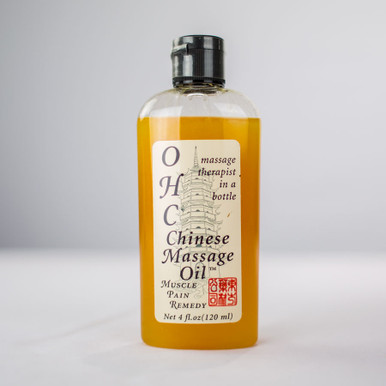 O
H
C
massage
therapist
in a
bottle
Chinese
Massage
Oil™
MUSCLE
PAIN
REMEDY
Net 4 fl.oz(120 ml)